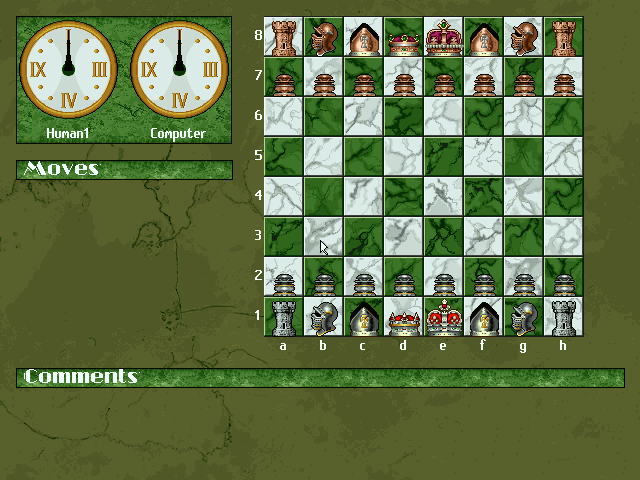 IX III IV
IX III IV
Human1 Computer
Moves
8
7
6
5
4
3
2
1
a b c d e f g h
Comments